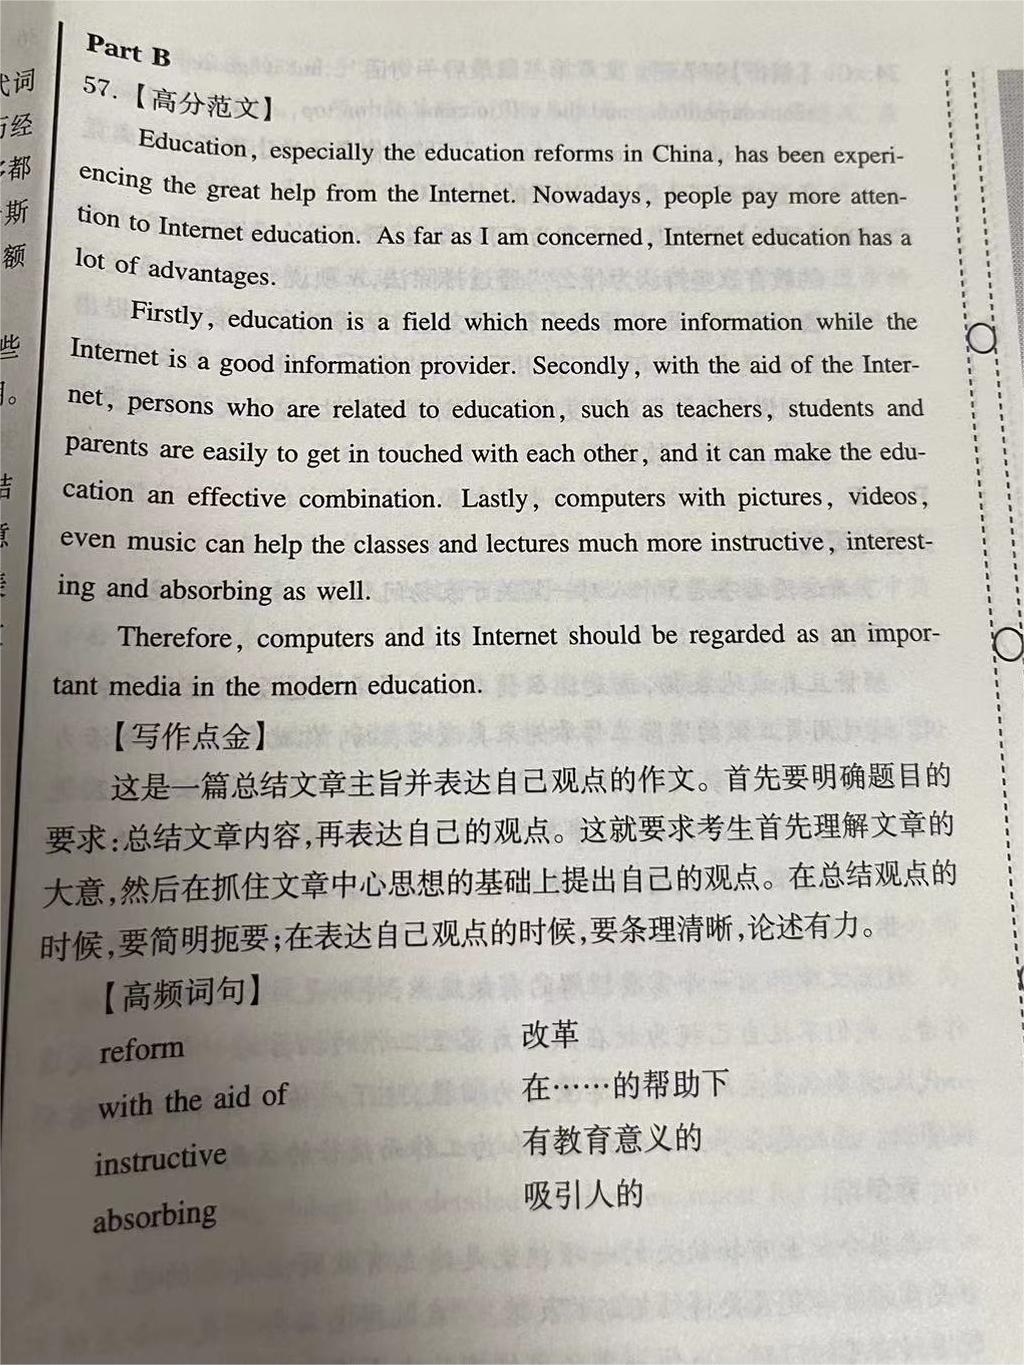 Part B
57.【高分范文】
Education, especially the education reforms in China, has been experi-
encing the great help from the Internet. Nowadays, people pay more atten-
tion to Internet education. As far as I am concerned, Internet education has a
lot of advantages.
Firstly, education is a field which needs more information while the
Internet is a good information provider. Secondly, with the aid of the Inter-
net, persons who are related to education, such as teachers, students and
parents are easily to get in touched with each other, and it can make the edu-
cation an effective combination. Lastly, computers with pictures, videos,
even music can help the classes and lectures much more instructive, interest-
ing and absorbing as well.
Therefore, computers and its Internet should be regarded as an impor-
tant media in the modern education.
【写作点金】
这是一篇总结文章主旨并表达自己观点的作文。首先要明确题目的
要求:总结文章内容,再表达自己的观点。这就要求考生首先理解文章的
大意,然后在抓住文章中心思想的基础上提出自己的观点。在总结观点的
时候,要简明扼要;在表达自己观点的时候,要条理清晰,论述有力。
【高频词句】
reform 改革
with the aid of 在……的帮助下
instructive 有教育意义的
absorbing 吸引人的